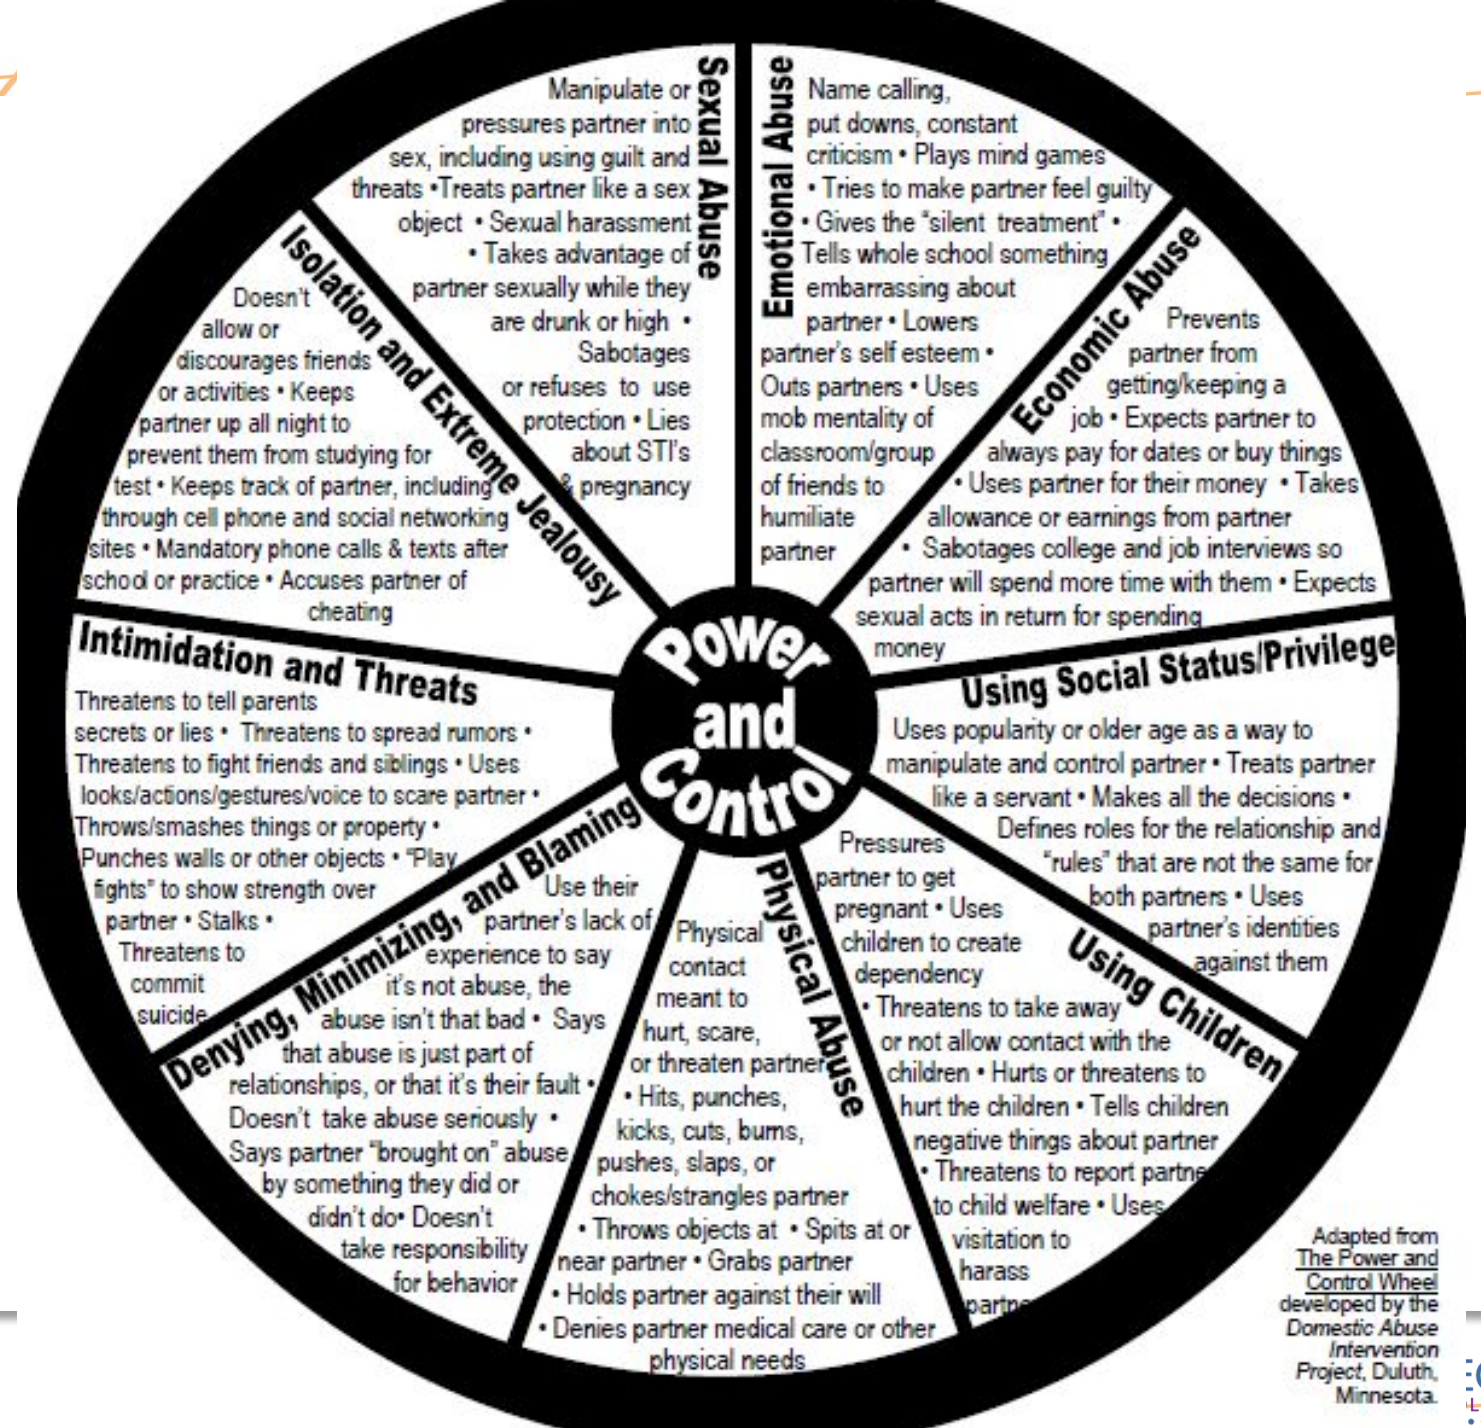 Power
and
Control
Emotional Abuse
Name calling,
put downs, constant
criticism • Plays mind games
• Tries to make partner feel guilty
• Gives the “silent treatment” •
Tells whole school something
embarrassing about
partner • Lowers
partner's self esteem •
Outs partners • Uses
mob mentality of
classroom/group
of friends to
humiliate
partner
Economic Abuse
Prevents
partner from
getting/keeping a
job • Expects partner to
always pay for dates or buy things
• Uses partner for their money • Takes
allowance or earnings from partner
• Sabotages college and job interviews so
partner will spend more time with them • Expects
sexual acts in return for spending
money
Using Social Status/Privilege
Uses popularity or older age as a way to
manipulate and control partner • Treats partner
like a servant • Makes all the decisions •
Defines roles for the relationship and
“rules” that are not the same for
both partners • Uses
partner's identities
against them
Using Children
Pressures
partner to get
pregnant • Uses
children to create
dependency
• Threatens to take away
or not allow contact with the
children • Hurts or threatens to
hurt the children • Tells children
negative things about partner
• Threatens to report partne
to child welfare • Uses
visitation to
harass
partne
Physical Abuse
Physical
contact
meant to
hurt, scare,
or threaten partner
• Hits, punches,
kicks, cuts, burns,
pushes, slaps, or
chokes/strangles partner
• Throws objects at • Spits at or
near partner • Grabs partner
• Holds partner against their will
• Denies partner medical care or other
physical needs
Denying, Minimizing, and Blaming
Use their
partner's lack of
experience to say
it's not abuse, the
abuse isn't that bad • Says
that abuse is just part of
relationships, or that it's their fault •
Doesn't take abuse seriously •
Says partner “brought on” abuse
by something they did or
didn't do• Doesn't
take responsibility
for behavior
Intimidation and Threats
Threatens to tell parents
secrets or lies • Threatens to spread rumors •
Threatens to fight friends and siblings • Uses
looks/actions/gestures/voice to scare partner •
Throws/smashes things or property •
Punches walls or other objects • “Play
fights” to show strength over
partner • Stalks •
Threatens to
commit
suicide
Isolation and Extreme Jealousy
Doesn't
allow or
discourages friends
or activities • Keeps
partner up all night to
prevent them from studying for
test • Keeps track of partner, including
through cell phone and social networking
sites • Mandatory phone calls & texts after
school or practice • Accuses partner of
cheating
Sexual Abuse
Manipulate or
pressures partner into
sex, including using guilt and
threats •Treats partner like a sex
object • Sexual harassment
• Takes advantage of
partner sexually while they
are drunk or high •
Sabotages
or refuses to use
protection • Lies
about STI's
& pregnancy
Adapted from
The Power and
Control Wheel
developed by the
Domestic Abuse
Intervention
Project, Duluth,
Minnesota.